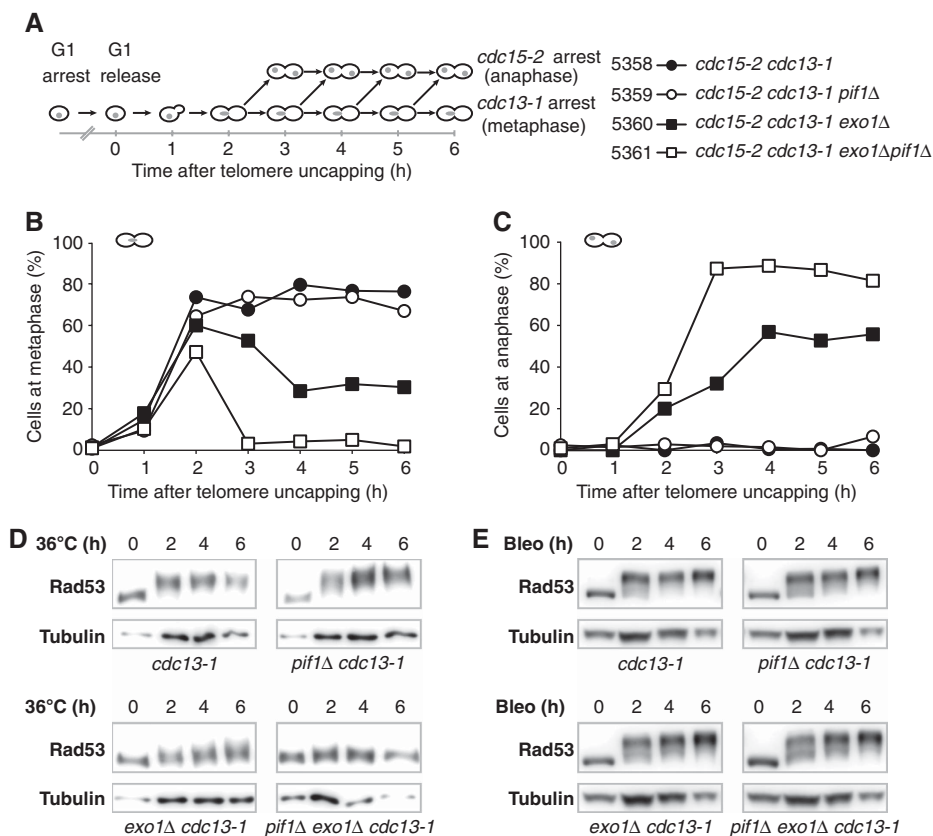 A
G1 arrest
G1 release
cdc15-2 arrest (anaphase)
cdc13-1 arrest (metaphase)
0 1 2 3 4 5 6
Time after telomere uncapping (h)
5358 cdc15-2 cdc13-1
5359 cdc15-2 cdc13-1 pif1Δ
5360 cdc15-2 cdc13-1 exo1Δ
5361 cdc15-2 cdc13-1 exo1Δpif1Δ
B
Cells at metaphase (%)
100
80
60
40
20
0
0 1 2 3 4 5 6
Time after telomere uncapping (h)
C
Cells at anaphase (%)
100
80
60
40
20
0
0 1 2 3 4 5 6
Time after telomere uncapping (h)
D
36°C (h) 0 2 4 6 0 2 4 6
Rad53
Tubulin
cdc13-1 pif1Δ cdc13-1
36°C (h) 0 2 4 6 0 2 4 6
Rad53
Tubulin
exo1Δ cdc13-1 pif1Δ exo1Δ cdc13-1
E
Bleo (h) 0 2 4 6 0 2 4 6
Rad53
Tubulin
cdc13-1 pif1Δ cdc13-1
Bleo (h) 0 2 4 6 0 2 4 6
Rad53
Tubulin
exo1Δ cdc13-1 pif1Δ exo1Δ cdc13-1